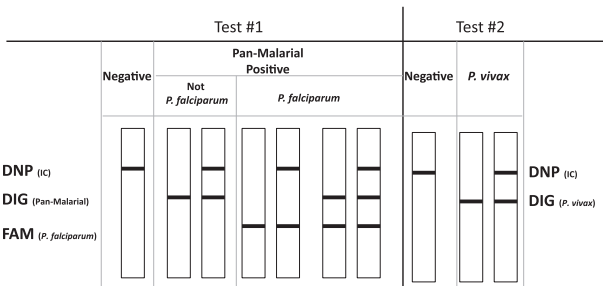 Test #1
Test #2
Pan-Malarial
Positive
Negative
Not
P. falciparum
P. falciparum
Negative
P. vivax
DNP (IC)
DIG (Pan-Malarial)
FAM (P. falciparum)
DNP (IC)
DIG (P. vivax)